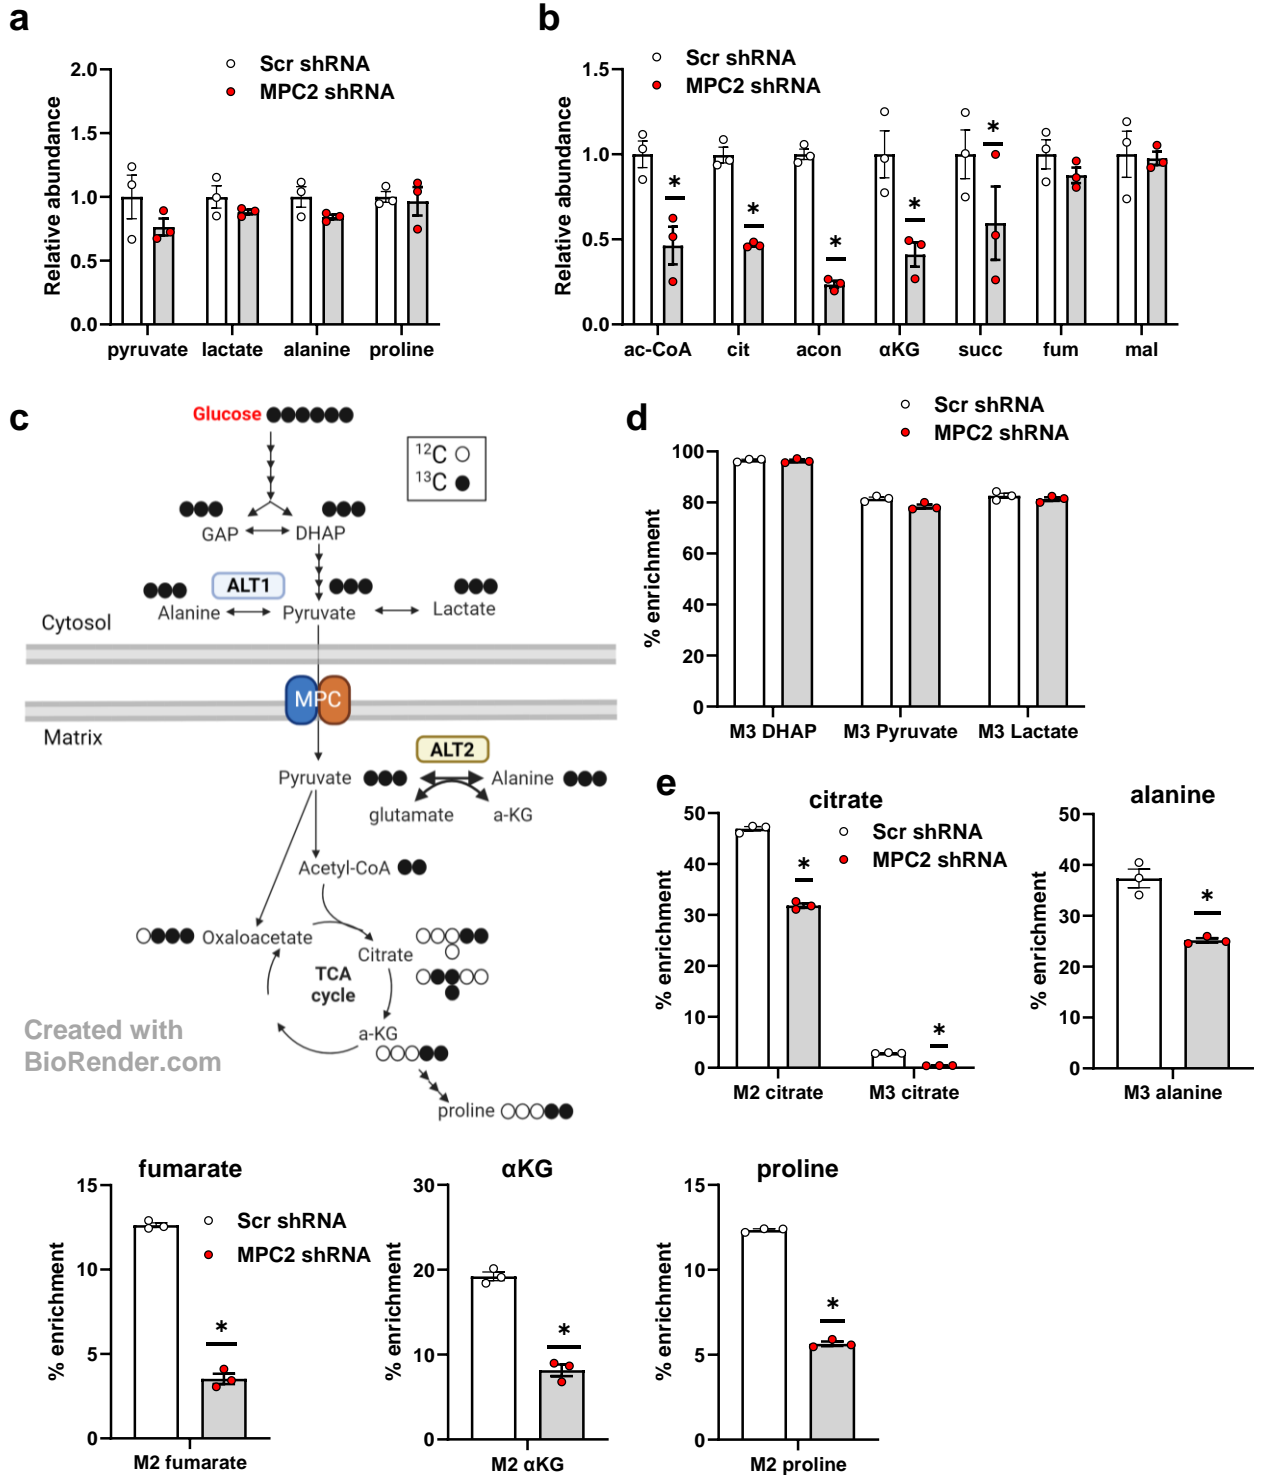 a
Scr shRNA
MPC2 shRNA
Relative abundance
2.0
1.5
1.0
0.5
0.0
pyruvate lactate alanine proline
b
Scr shRNA
MPC2 shRNA
Relative abundance
1.5
1.0
0.5
0.0
* * * * *
ac-CoA cit acon αKG succ fum mal
c
Glucose
12C
13C
GAP DHAP
ALT1
Alanine Pyruvate Lactate
Cytosol
MPC
Matrix
ALT2
Pyruvate Alanine
glutamate a-KG
Acetyl-CoA
Oxaloacetate
Citrate
TCA
cycle
a-KG
proline
Created with
BioRender.com
d
Scr shRNA
MPC2 shRNA
% enrichment
100
80
60
40
20
0
M3 DHAP M3 Pyruvate M3 Lactate
e
citrate
Scr shRNA
MPC2 shRNA
% enrichment
50
40
30
20
10
0
* *
M2 citrate M3 citrate
alanine
% enrichment
50
40
30
20
10
0
*
M3 alanine
fumarate
Scr shRNA
MPC2 shRNA
% enrichment
15
10
5
0
*
M2 fumarate
αKG
% enrichment
30
20
10
0
*
M2 αKG
proline
% enrichment
15
10
5
0
*
M2 proline